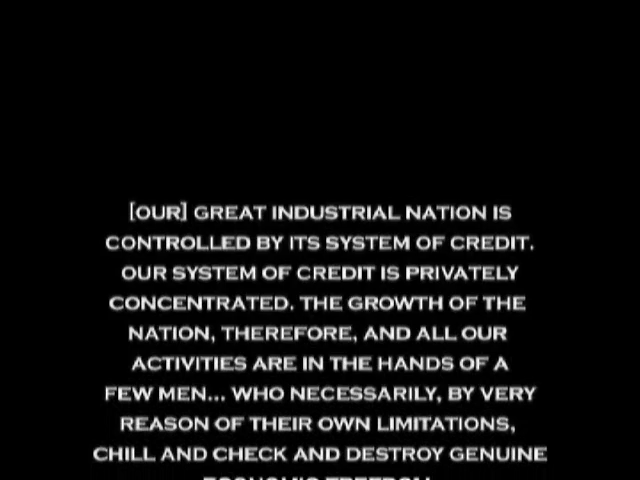 [OUR] GREAT INDUSTRIAL NATION IS
CONTROLLED BY ITS SYSTEM OF CREDIT.
OUR SYSTEM OF CREDIT IS PRIVATELY
CONCENTRATED. THE GROWTH OF THE
NATION, THEREFORE, AND ALL OUR
ACTIVITIES ARE IN THE HANDS OF A
FEW MEN... WHO NECESSARILY, BY VERY
REASON OF THEIR OWN LIMITATIONS,
CHILL AND CHECK AND DESTROY GENUINE